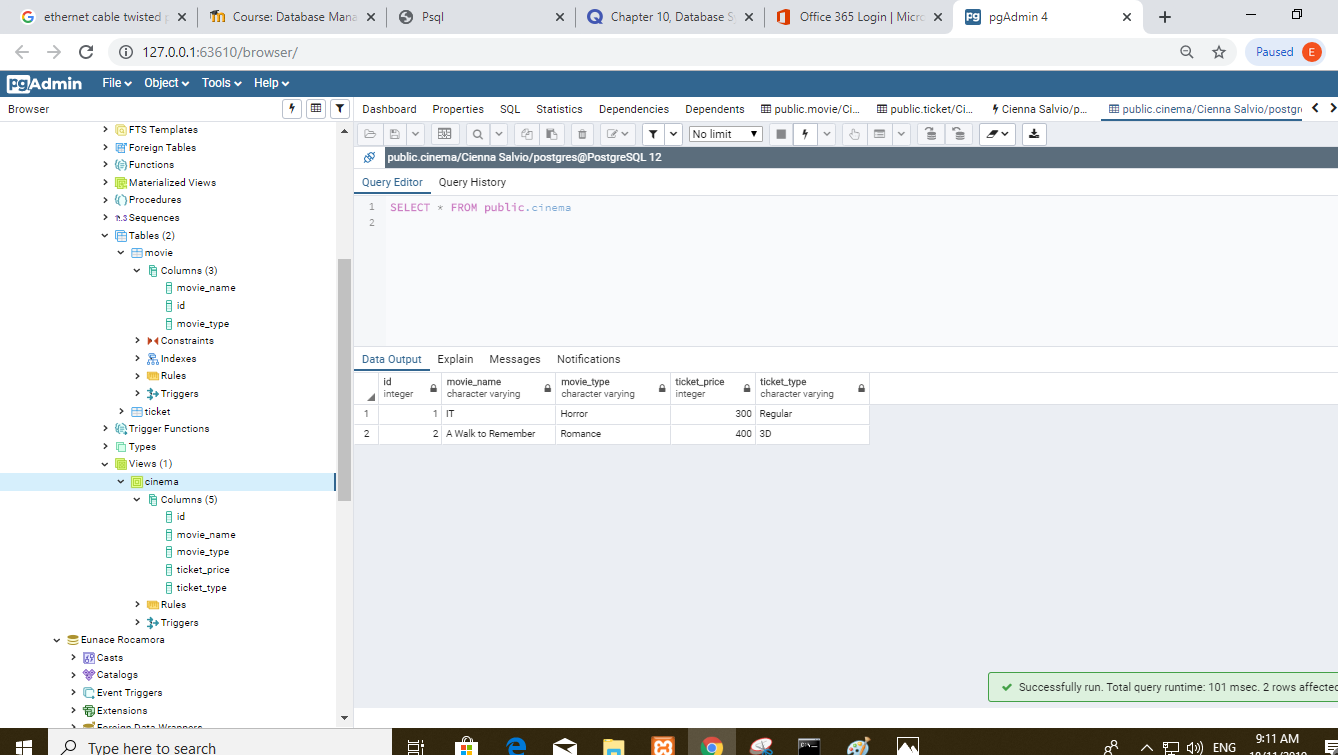 ethernet cable twisted p
Course: Database Mana
Psql
Chapter 10, Database S
Office 365 Login | Micro
pgAdmin 4
127.0.0.1:63610/browser/
Paused E
pgAdmin File Object Tools Help
Browser
Dashboard Properties SQL Statistics Dependencies Dependents public.movie/Ci... public.ticket/Ci... Cienna Salvio/p... public.cinema/Cienna Salvio/postgr
No limit
public.cinema/Cienna Salvio/postgres@PostgreSQL 12
Query Editor Query History
1 SELECT * FROM public.cinema
2
FTS Templates
Foreign Tables
Functions
Materialized Views
Procedures
1..3 Sequences
Tables (2)
movie
Columns (3)
movie_name
id
movie_type
Constraints
Indexes
Rules
Triggers
ticket
Trigger Functions
Types
Views (1)
cinema
Columns (5)
id
movie_name
movie_type
ticket_price
ticket_type
Rules
Triggers
Eunace Rocamora
Casts
Catalogs
Event Triggers
Extensions
Foreign Data Wrappers
Data Output Explain Messages Notifications
id movie_name movie_type ticket_price ticket_type
integer character varying character varying integer character varying
1 1 IT Horror 300 Regular
2 2 A Walk to Remember Romance 400 3D
Successfully run. Total query runtime: 101 msec. 2 rows affected
Type here to search
ENG
9:11 AM